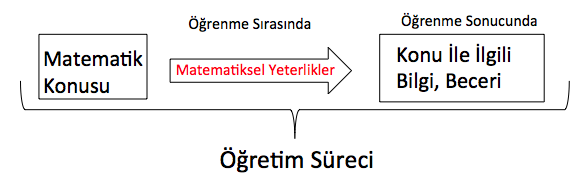 Öğrenme Sırasında
Öğrenme Sonucunda
Matematik
Konusu
Matematiksel Yeterlikler
Konu İle İlgili
Bilgi, Beceri
Öğretim Süreci